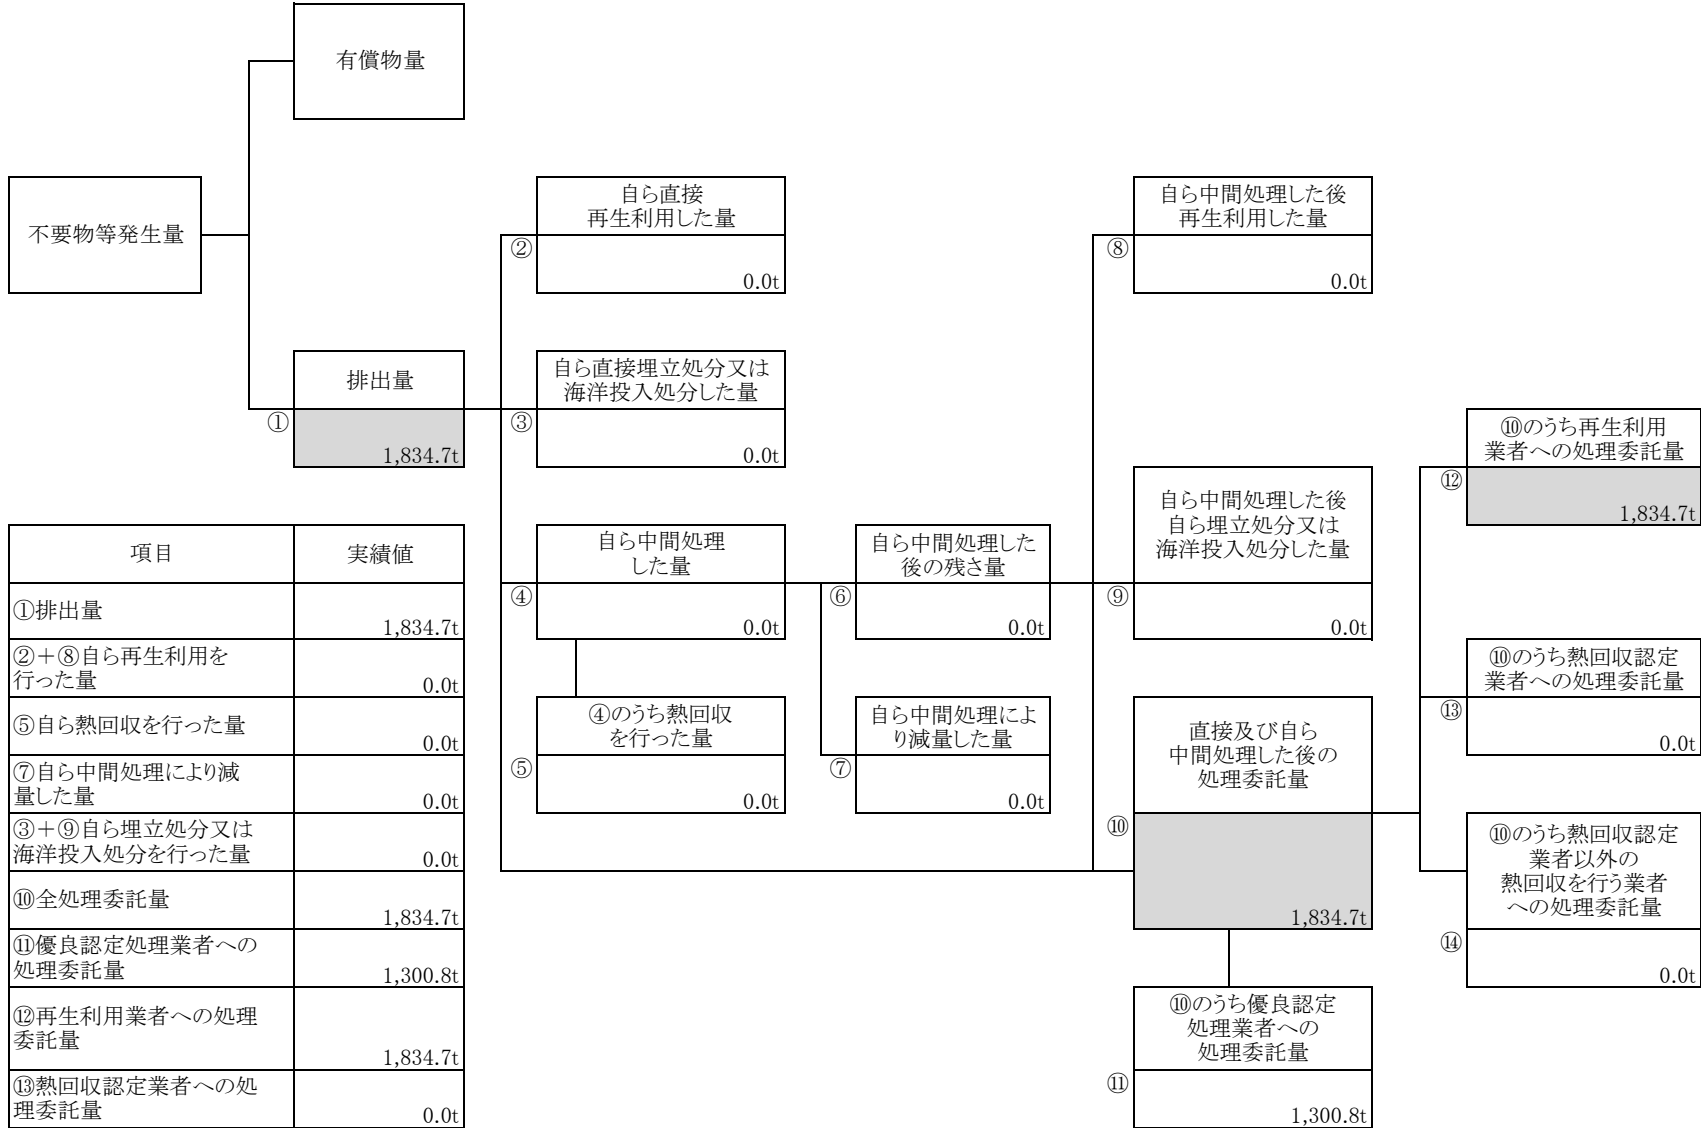 有償物量
不要物等発生量
自ら直接
再生利用した量
②
0.0t
自ら中間処理した後
再生利用した量
⑧
0.0t
排出量
①
1,834.7t
自ら直接埋立処分又は
海洋投入処分した量
③
0.0t
⑩のうち再生利用
業者への処理委託量
⑫
1,834.7t
自ら中間処理
した量
④
0.0t
自ら中間処理した
後の残さ量
⑥
0.0t
自ら中間処理した後
自ら埋立処分又は
海洋投入処分した量
⑨
0.0t
⑩のうち熱回収認定
業者への処理委託量
⑬
0.0t
④のうち熱回収
を行った量
⑤
0.0t
自ら中間処理によ
り減量した量
⑦
0.0t
直接及び自ら
中間処理した後の
処理委託量
⑩
1,834.7t
⑩のうち熱回収認定
業者以外の
熱回収を行う業者
への処理委託量
⑭
0.0t
⑩のうち優良認定
処理業者への
処理委託量
⑪
1,300.8t
項目 実績値
①排出量
1,834.7t
②＋⑧自ら再生利用を
行った量
0.0t
⑤自ら熱回収を行った量
0.0t
⑦自ら中間処理により減
量した量
0.0t
③＋⑨自ら埋立処分又は
海洋投入処分を行った量
0.0t
⑩全処理委託量
1,834.7t
⑪優良認定処理業者への
処理委託量
1,300.8t
⑫再生利用業者への処理
委託量
1,834.7t
⑬熱回収認定業者への処
理委託量
0.0t